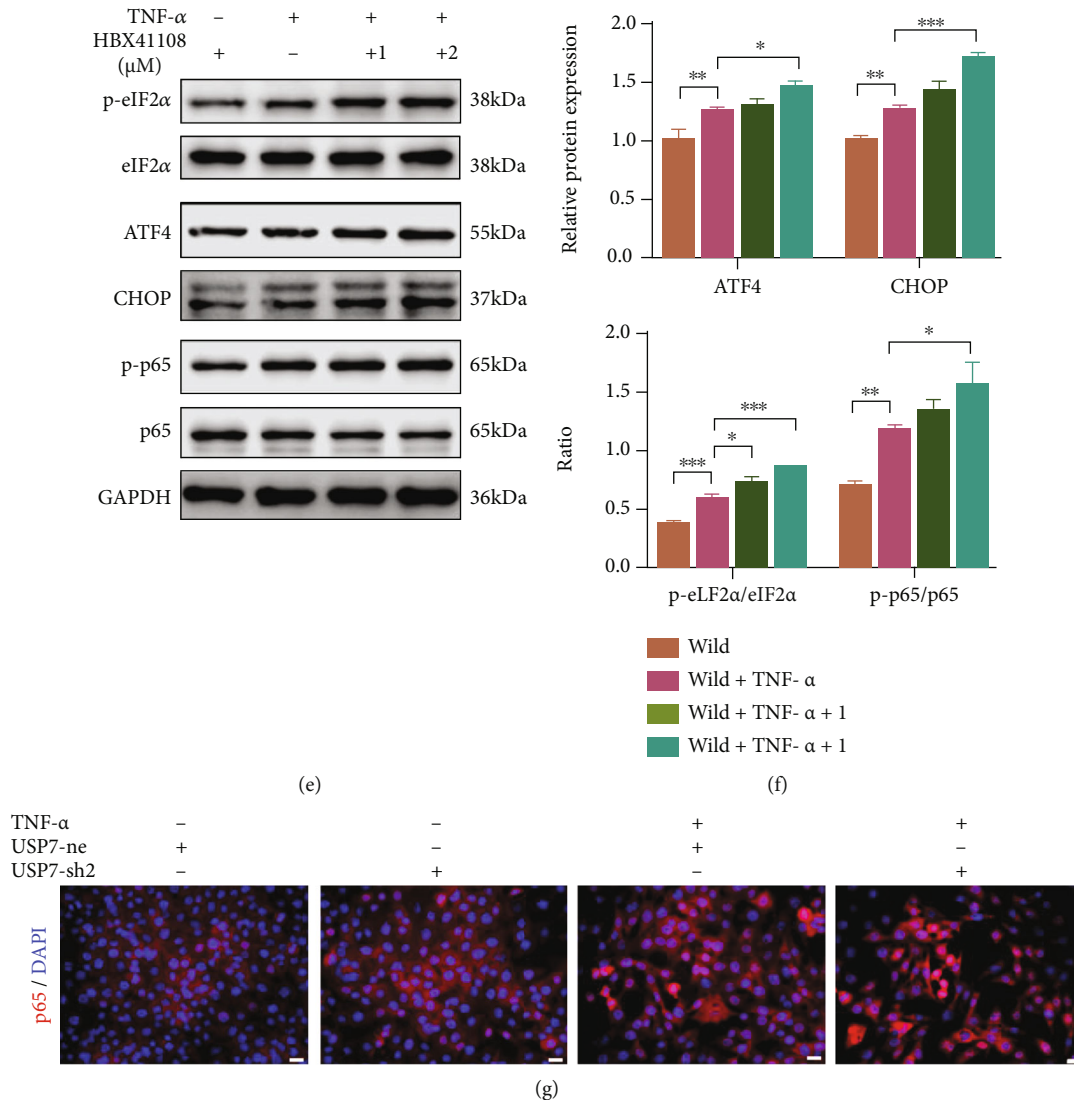 TNF-α – + + +
HBX41108 (μM) + – +1 +2
p-eIF2α 38kDa
eIF2α 38kDa
ATF4 55kDa
CHOP 37kDa
p-p65 65kDa
p65 65kDa
GAPDH 36kDa
(e)
Relative protein expression
2.0
1.5
1.0
1.5
0.0
** * ** ***
ATF4 CHOP
Ratio
2.0
1.5
1.0
0.5
0.0
*** * *** ** *
p-eLF2α/eIF2α p-p65/p65
Wild
Wild + TNF- α
Wild + TNF- α + 1
Wild + TNF- α + 1
(f)
TNF-α – – + +
USP7-ne + – + –
USP7-sh2 – + – +
p65 / DAPI
(g)